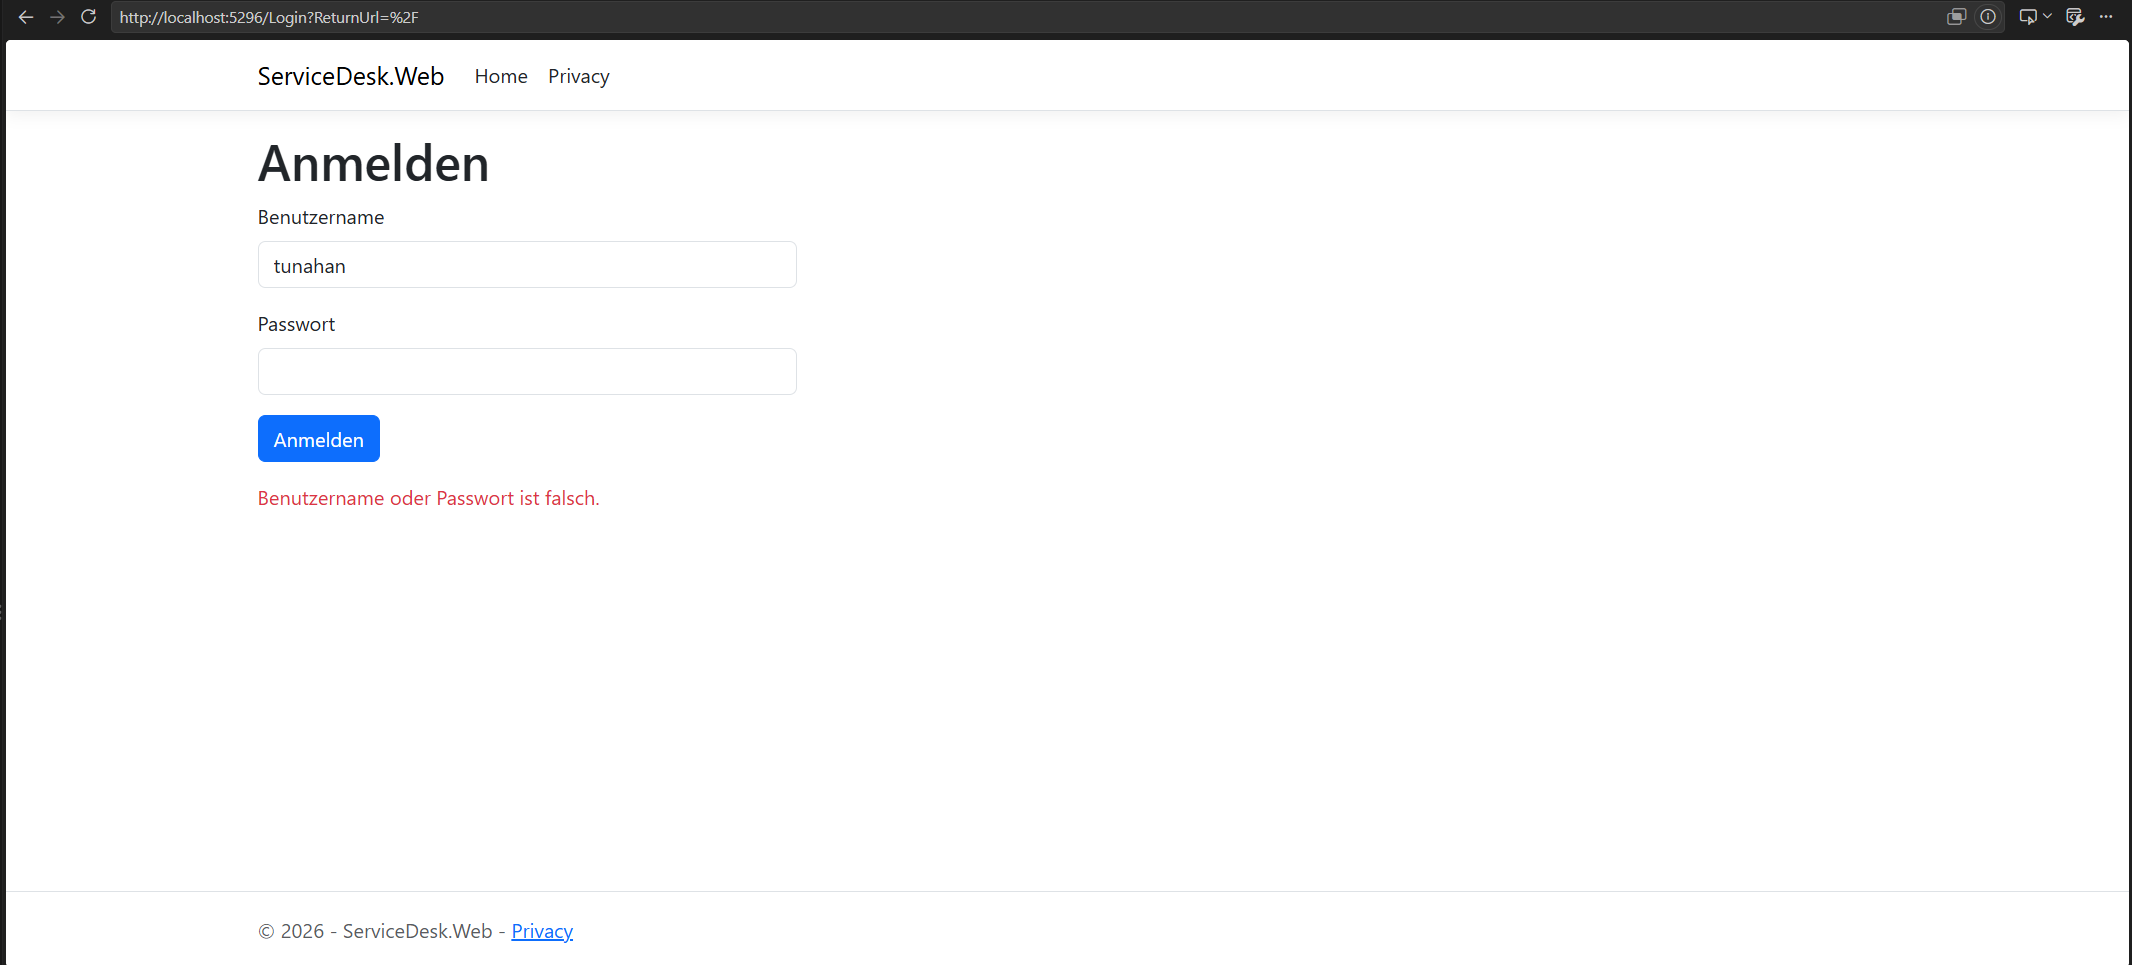 http://localhost:5296/Login?ReturnUrl=%2F
ServiceDesk.Web Home Privacy
Anmelden
Benutzername
tunahan
Passwort
Anmelden
Benutzername oder Passwort ist falsch.
© 2026 - ServiceDesk.Web - Privacy